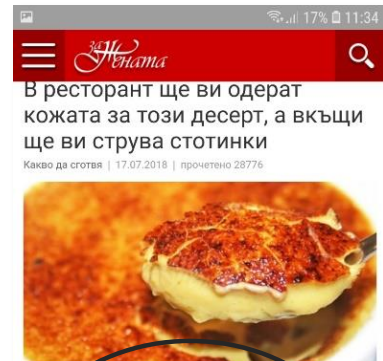 17% 11:34
за Жената
В ресторант ще ви одерат
кожата за този десерт, а вкъщи
ще ви струва стотинки
Какво да сготвя | 17.07.2018 | прочетено 28776